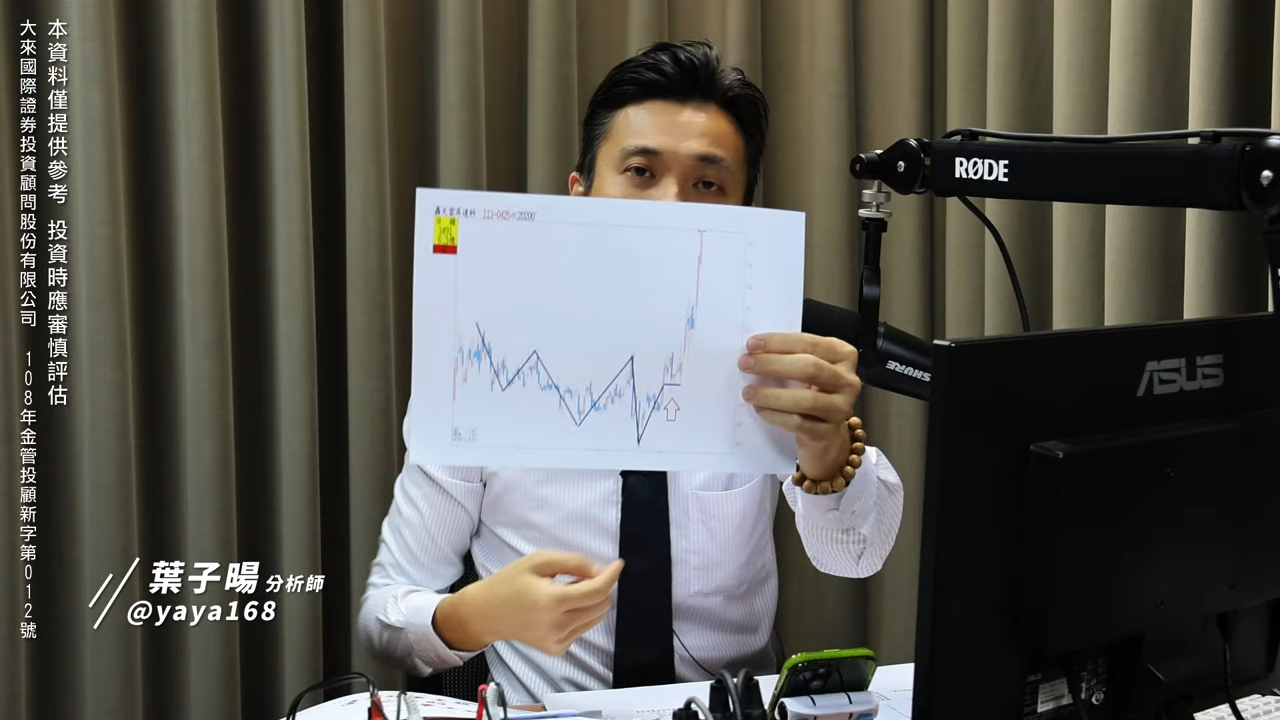 本資料僅提供參考 投資時應審慎評估
大來國際證券投資顧問股份有限公司 108年金管投顧新字第012號
RØDE
SHURE
ASUS
葉子暘 分析師
@yaya168